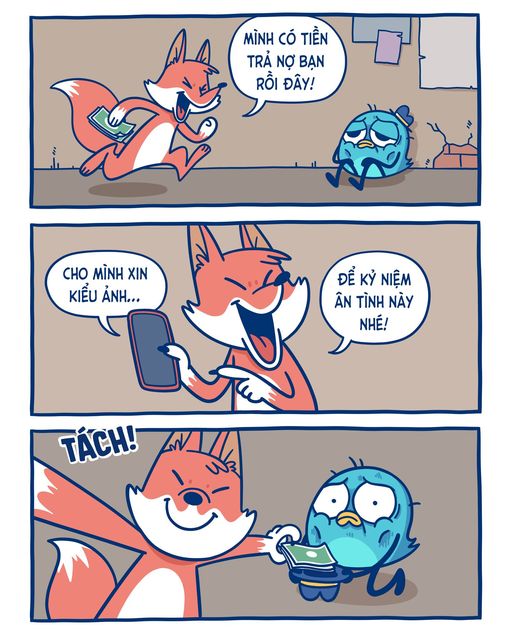 MÌNH CÓ TIỀN
TRẢ NỢ BẠN
RỒI ĐÂY!
CHO MÌNH XIN
KIỂU ẢNH...
ĐỂ KỶ NIỆM
ÂN TÌNH NÀY
NHÉ!
TÁCH!